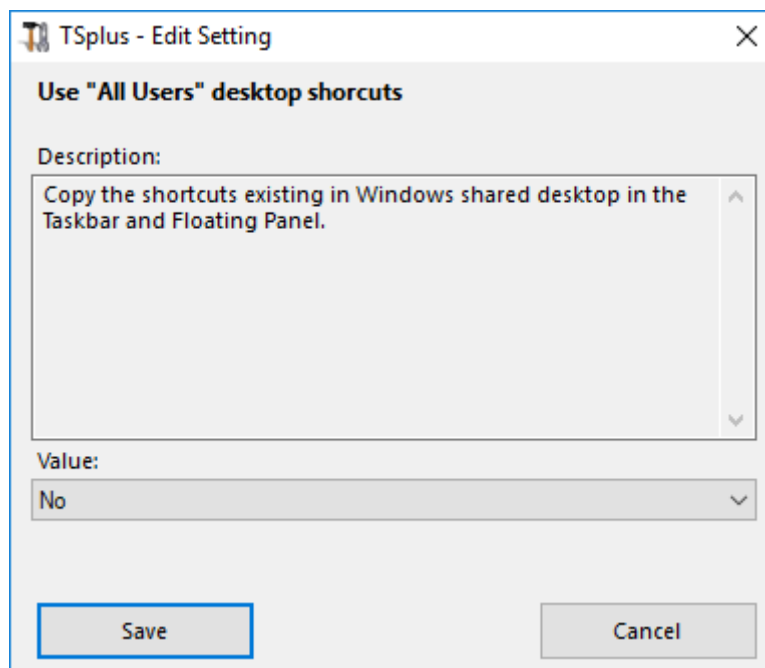 TSplus - Edit Setting
Use "All Users" desktop shorcuts
Description:
Copy the shortcuts existing in Windows shared desktop in the
Taskbar and Floating Panel.
Value:
No
Save
Cancel